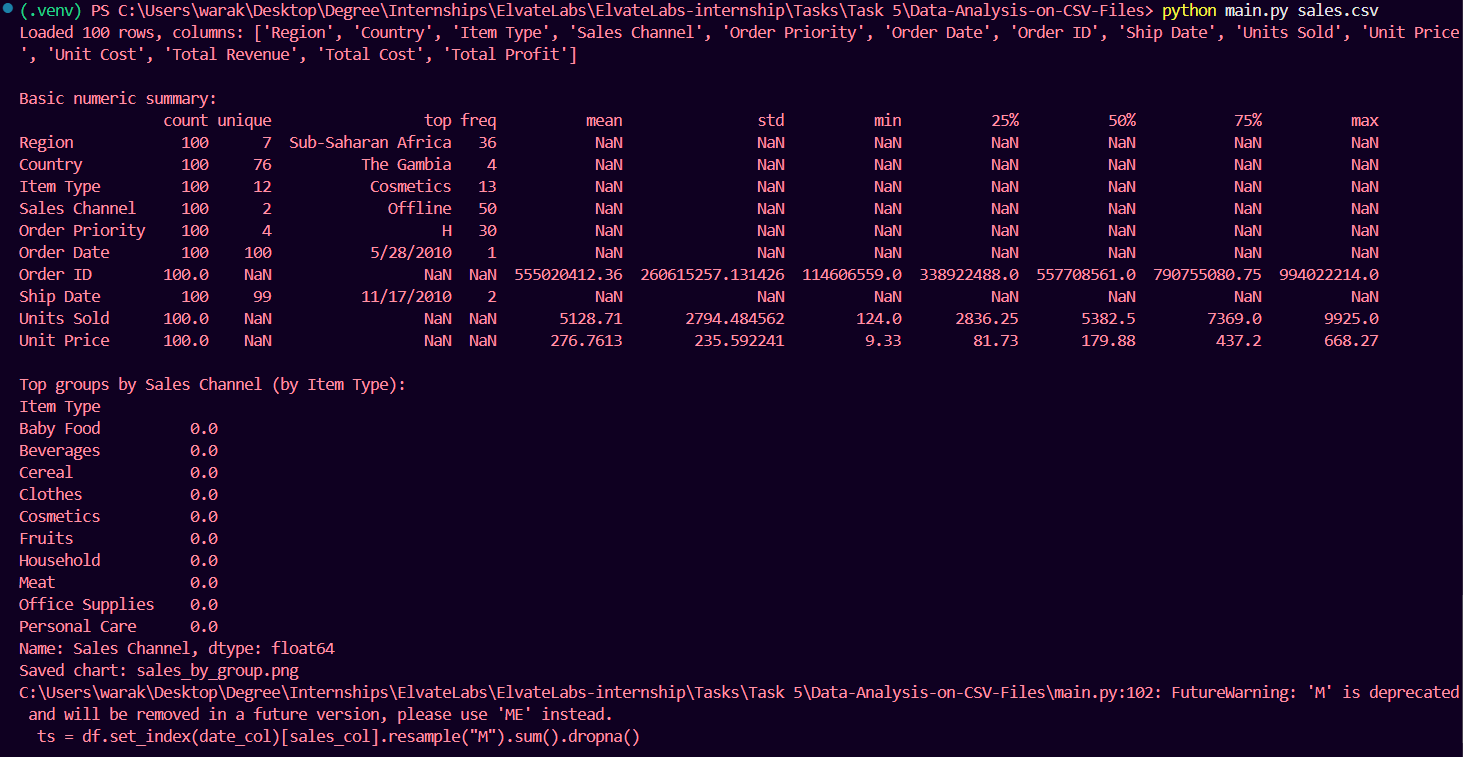 (.venv) PS C:\Users\warak\Desktop\Degree\Internships\ElvateLabs\ElvateLabs-internship\Tasks\Task 5\Data-Analysis-on-CSV-Files> python main.py sales.csv
Loaded 100 rows, columns: ['Region', 'Country', 'Item Type', 'Sales Channel', 'Order Priority', 'Order Date', 'Order ID', 'Ship Date', 'Units Sold', 'Unit Price
', 'Unit Cost', 'Total Revenue', 'Total Cost', 'Total Profit']
Basic numeric summary:
count unique top freq mean std min 25% 50% 75% max
Region 100 7 Sub-Saharan Africa 36 NaN NaN NaN NaN NaN NaN NaN
Country 100 76 The Gambia 4 NaN NaN NaN NaN NaN NaN NaN
Item Type 100 12 Cosmetics 13 NaN NaN NaN NaN NaN NaN NaN
Sales Channel 100 2 Offline 50 NaN NaN NaN NaN NaN NaN NaN
Order Priority 100 4 H 30 NaN NaN NaN NaN NaN NaN NaN
Order Date 100 100 5/28/2010 1 NaN NaN NaN NaN NaN NaN NaN
Order ID 100.0 NaN NaN NaN 555020412.36 260615257.131426 114606559.0 338922488.0 557708561.0 790755080.75 994022214.0
Ship Date 100 99 11/17/2010 2 NaN NaN NaN NaN NaN NaN NaN
Units Sold 100.0 NaN NaN NaN 5128.71 2794.484562 124.0 2836.25 5382.5 7369.0 9925.0
Unit Price 100.0 NaN NaN NaN 276.7613 235.592241 9.33 81.73 179.88 437.2 668.27
Top groups by Sales Channel (by Item Type):
Item Type
Baby Food 0.0
Beverages 0.0
Cereal 0.0
Clothes 0.0
Cosmetics 0.0
Fruits 0.0
Household 0.0
Meat 0.0
Office Supplies 0.0
Personal Care 0.0
Name: Sales Channel, dtype: float64
Saved chart: sales_by_group.png
C:\Users\warak\Desktop\Degree\Internships\ElvateLabs\ElvateLabs-internship\Tasks\Task 5\Data-Analysis-on-CSV-Files\main.py:102: FutureWarning: 'M' is deprecated
and will be removed in a future version, please use 'ME' instead.
ts = df.set_index(date_col)[sales_col].resample("M").sum().dropna()